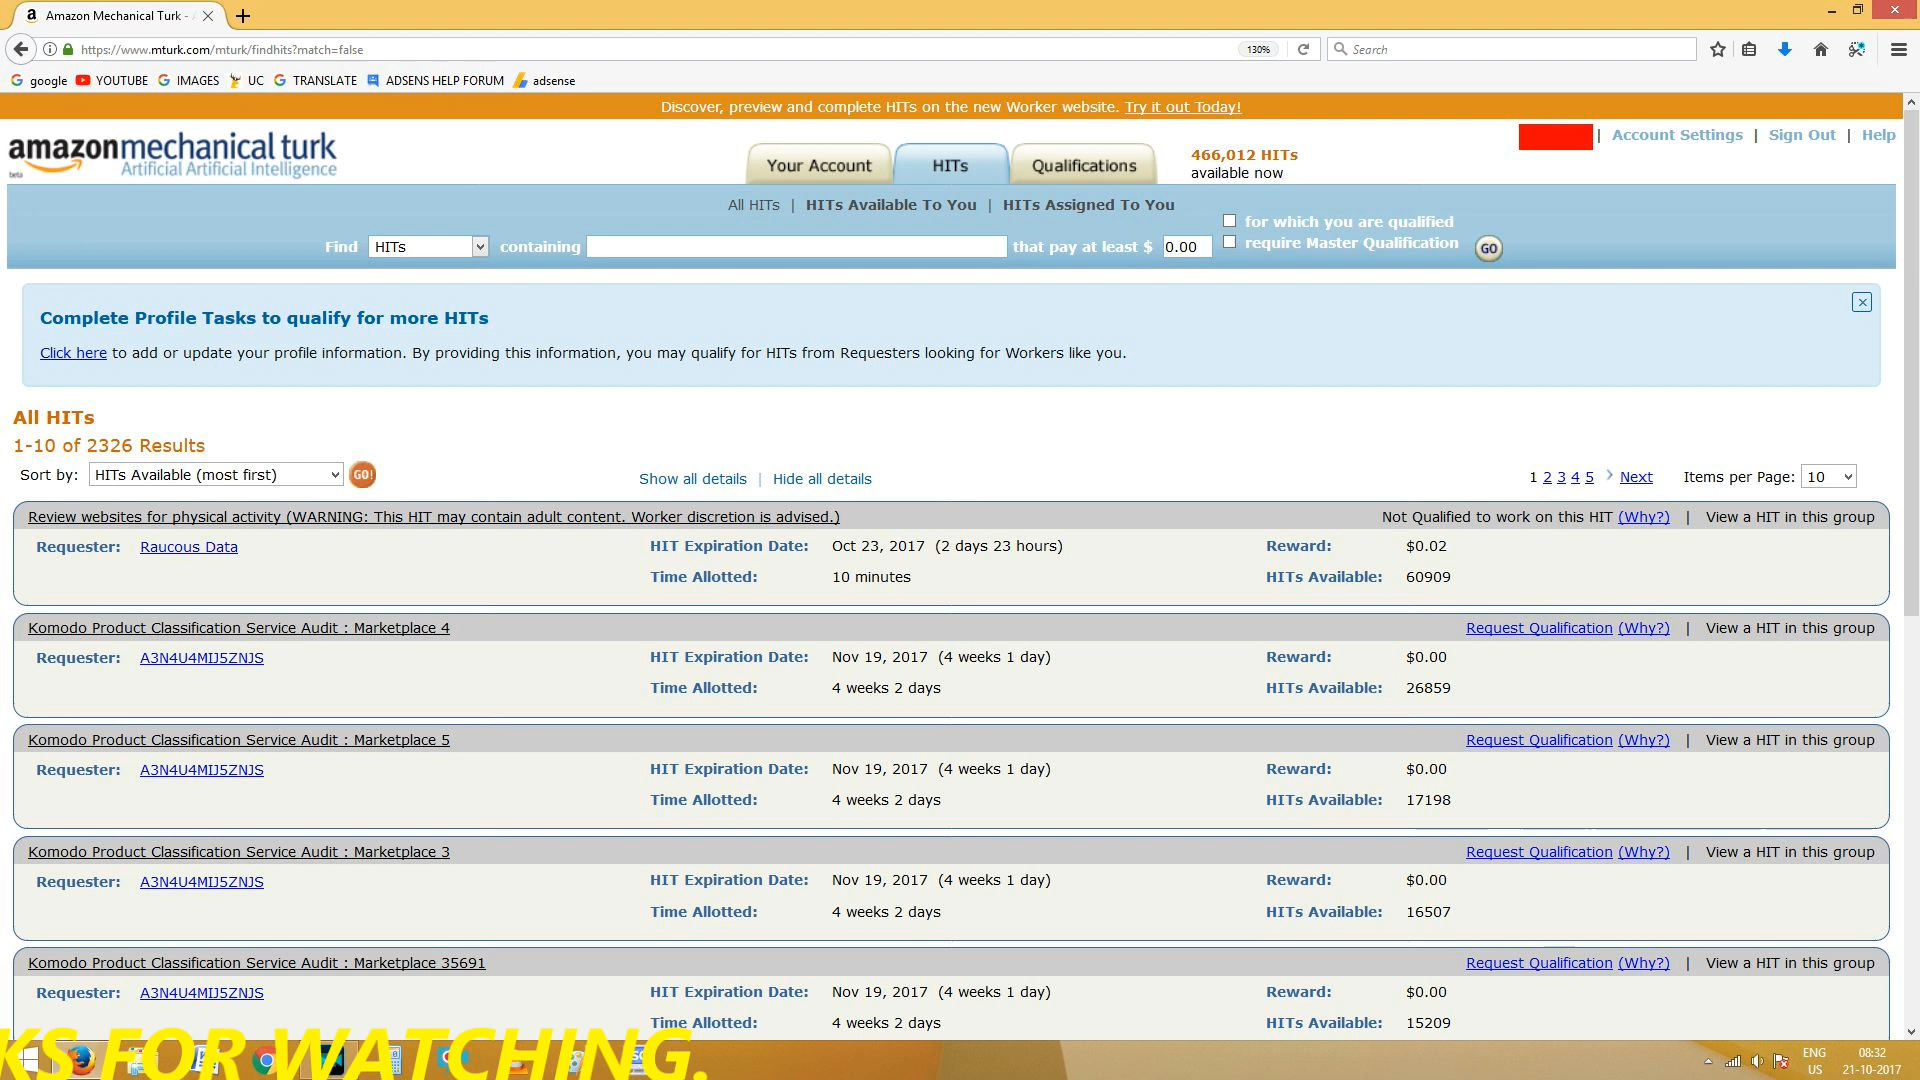 Amazon Mechanical Turk -
https://www.mturk.com/mturk/findhits?match=false
130%
Search
google YOUTUBE IMAGES UC TRANSLATE ADSENS HELP FORUM adsense
Discover, preview and complete HITs on the new Worker website. Try it out Today!
| Account Settings | Sign Out | Help
amazonmechanical turk
beta
Artificial Artificial Intelligence
Your Account
HITs
Qualifications
466,012 HITs
available now
All HITs | HITs Available To You | HITs Assigned To You
Find HITs containing that pay at least $ 0.00
for which you are qualified
require Master Qualification
GO
Complete Profile Tasks to qualify for more HITs
Click here to add or update your profile information. By providing this information, you may qualify for HITs from Requesters looking for Workers like you.
All HITs
1-10 of 2326 Results
Sort by: HITs Available (most first) GO!
Show all details | Hide all details
1 2 3 4 5 › Next Items per Page: 10
Review websites for physical activity (WARNING: This HIT may contain adult content. Worker discretion is advised.) Not Qualified to work on this HIT (Why?) | View a HIT in this group
Requester: Raucous Data HIT Expiration Date: Oct 23, 2017 (2 days 23 hours) Reward: $0.02
Time Allotted: 10 minutes HITs Available: 60909
Komodo Product Classification Service Audit : Marketplace 4 Request Qualification (Why?) | View a HIT in this group
Requester: A3N4U4MIJ5ZNJS HIT Expiration Date: Nov 19, 2017 (4 weeks 1 day) Reward: $0.00
Time Allotted: 4 weeks 2 days HITs Available: 26859
Komodo Product Classification Service Audit : Marketplace 5 Request Qualification (Why?) | View a HIT in this group
Requester: A3N4U4MIJ5ZNJS HIT Expiration Date: Nov 19, 2017 (4 weeks 1 day) Reward: $0.00
Time Allotted: 4 weeks 2 days HITs Available: 17198
Komodo Product Classification Service Audit : Marketplace 3 Request Qualification (Why?) | View a HIT in this group
Requester: A3N4U4MIJ5ZNJS HIT Expiration Date: Nov 19, 2017 (4 weeks 1 day) Reward: $0.00
Time Allotted: 4 weeks 2 days HITs Available: 16507
Komodo Product Classification Service Audit : Marketplace 35691 Request Qualification (Why?) | View a HIT in this group
Requester: A3N4U4MIJ5ZNJS HIT Expiration Date: Nov 19, 2017 (4 weeks 1 day) Reward: $0.00
Time Allotted: 4 weeks 2 days HITs Available: 15209
KS FOR WATCHING.
ENG
US
08:32
21-10-2017